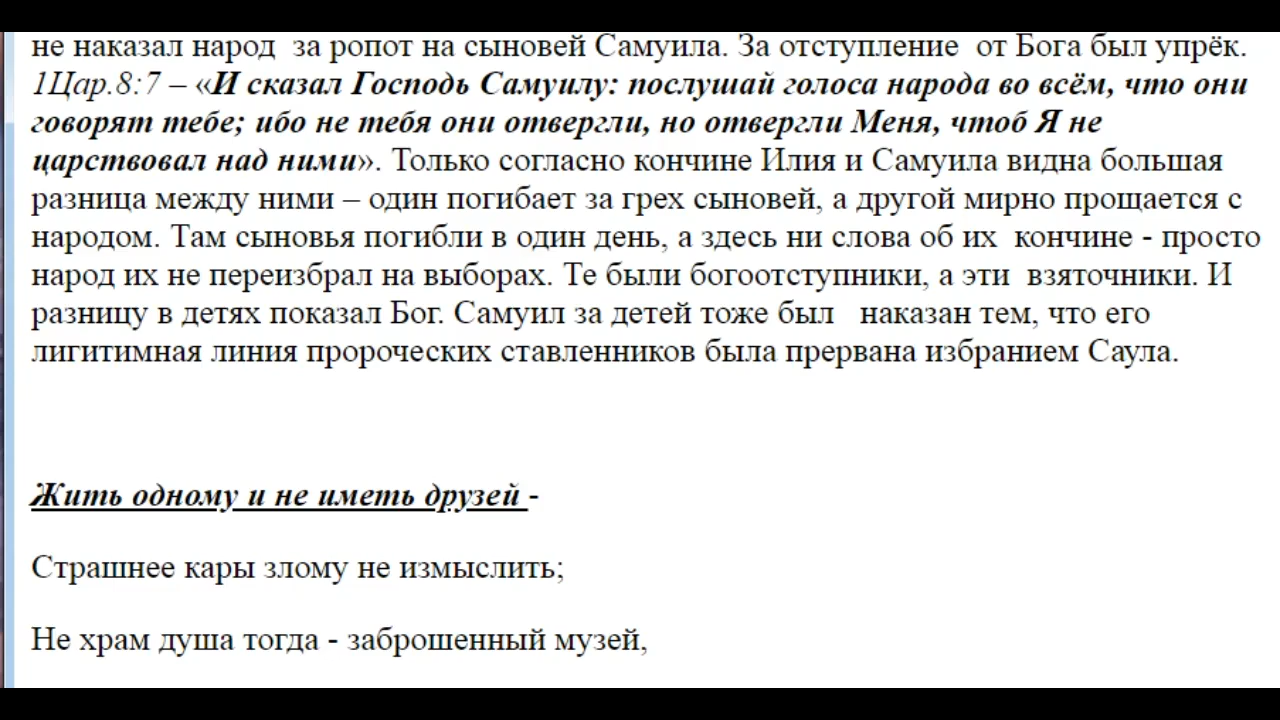 не наказал народ  за ропот на сыновей Самуила. За отступление  от Бога был упрёк.
1Цар.8:7 – «И сказал Господь Самуилу: послушай голоса народа во всём, что они
говорят тебе; ибо не тебя они отвергли, но отвергли Меня, чтоб Я не
царствовал над ними». Только согласно кончине Илия и Самуила видна большая
разница между ними – один погибает за грех сыновей, а другой мирно прощается с
народом. Там сыновья погибли в один день, а здесь ни слова об их  кончине - просто
народ их не переизбрал на выборах. Те были богоотступники, а эти  взяточники. И
разницу в детях показал Бог. Самуил за детей тоже был   наказан тем, что его
лигитимная линия пророческих ставленников была прервана избранием Саула.
Жить одному и не иметь друзей -
Страшнее кары злому не измыслить;
Не храм душа тогда - заброшенный музей,